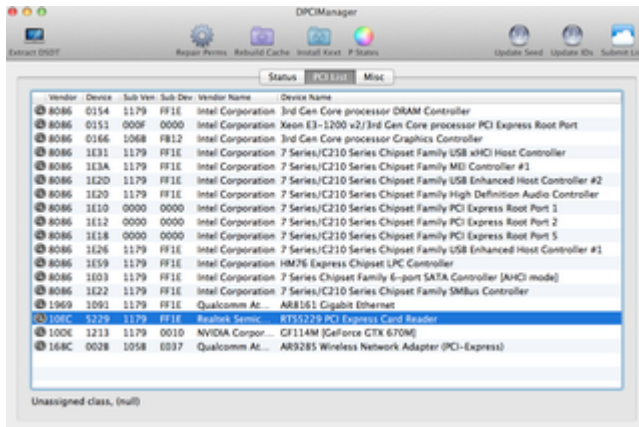 DPCIManager
Extract DSDT Repair Perms Rebuild Cache Install Kext P States Update Seed Update IDs Submit
Status PCI List Misc
Vendor Device Sub Ven Sub Dev Vendor Name Device Name
8086 0154 1179 FF1E Intel Corporation 3rd Gen Core processor DRAM Controller
8086 0151 000F 0000 Intel Corporation Xeon E3-1200 v2/3rd Gen Core processor PCI Express Root Port
8086 0166 1068 FB12 Intel Corporation 3rd Gen Core processor Graphics Controller
8086 1E31 1179 FF1E Intel Corporation 7 Series/C210 Series Chipset Family USB xHCI Host Controller
8086 1E3A 1179 FF1E Intel Corporation 7 Series/C210 Series Chipset Family MEI Controller #1
8086 1E2D 1179 FF1E Intel Corporation 7 Series/C210 Series Chipset Family USB Enhanced Host Controller #2
8086 1E20 1179 FF1E Intel Corporation 7 Series/C210 Series Chipset Family High Definition Audio Controller
8086 1E10 0000 0000 Intel Corporation 7 Series/C210 Series Chipset Family PCI Express Root Port 1
8086 1E12 0000 0000 Intel Corporation 7 Series/C210 Series Chipset Family PCI Express Root Port 2
8086 1E18 0000 0000 Intel Corporation 7 Series/C210 Series Chipset Family PCI Express Root Port 5
8086 1E26 1179 FF1E Intel Corporation 7 Series/C210 Series Chipset Family USB Enhanced Host Controller #1
8086 1E59 1179 FF1E Intel Corporation HM76 Express Chipset LPC Controller
8086 1E03 1179 FF1E Intel Corporation 7 Series Chipset Family 6-port SATA Controller [AHCI mode]
8086 1E22 1179 FF1E Intel Corporation 7 Series/C210 Series Chipset Family SMBus Controller
1969 1091 1179 FF1E Qualcomm At... AR8161 Gigabit Ethernet
10EC 5229 1179 FF1E Realtek Semic... RTS5229 PCI Express Card Reader
10DE 1213 1179 0010 NVIDIA Corpor... GF114M [GeForce GTX 670M]
168C 0028 1058 E037 Qualcomm At... AR9285 Wireless Network Adapter (PCI-Express)
Unassigned class, (null)